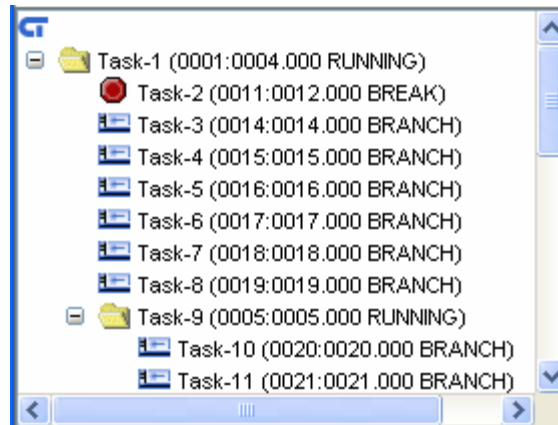 CT
Task-1 (0001:0004.000 RUNNING)
Task-2 (0011:0012.000 BREAK)
Task-3 (0014:0014.000 BRANCH)
Task-4 (0015:0015.000 BRANCH)
Task-5 (0016:0016.000 BRANCH)
Task-6 (0017:0017.000 BRANCH)
Task-7 (0018:0018.000 BRANCH)
Task-8 (0019:0019.000 BRANCH)
Task-9 (0005:0005.000 RUNNING)
Task-10 (0020:0020.000 BRANCH)
Task-11 (0021:0021.000 BRANCH)